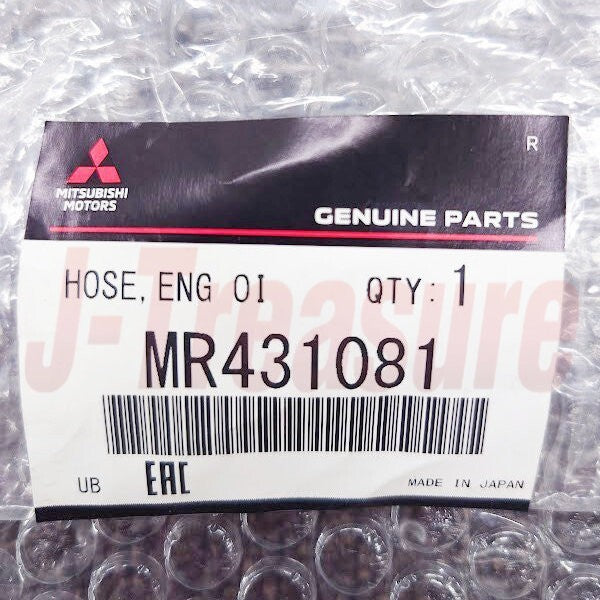 R
MITSUBISHI
MOTORS
GENUINE PARTS
HOSE, ENG OI QTY: 1
J-Treasure
MR431081
UB EAC MADE IN JAPAN